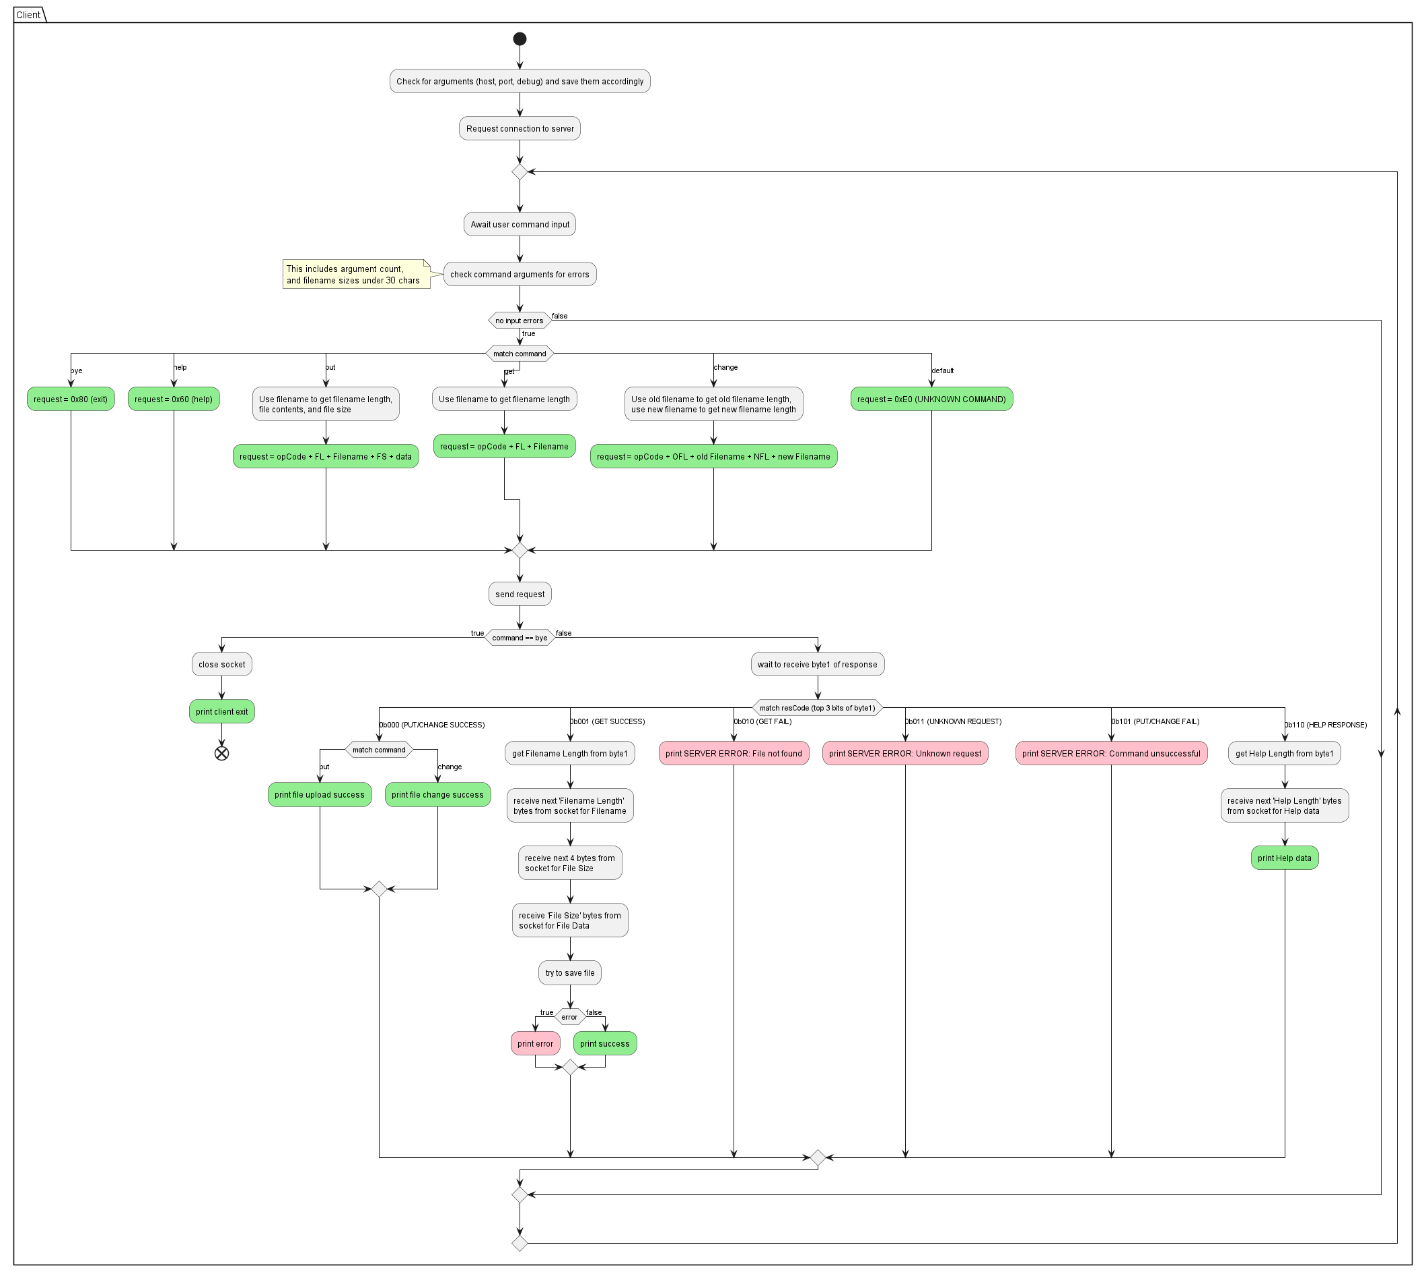 Client
Check for arguments (host, port, debug) and save them accordingly
Request connection to server
Await user command input
This includes argument count,
and filename sizes under 30 chars
check command arguments for errors
no input errors
false
true
match command
bye
help
put
get
change
default
request = 0x80 (exit)
request = 0x60 (help)
Use filename to get filename length,
file contents, and file size
request = opCode + FL + Filename + FS + data
Use filename to get filename length
request = opCode + FL + Filename
Use old filename to get old filename length,
use new filename to get new filename length
request = opCode + OFL + old Filename + NFL + new Filename
request = 0xE0 (UNKNOWN COMMAND)
send request
true
command == bye
false
close socket
print client exit
wait to receive byte1 of response
match resCode (top 3 bits of byte1)
0b000 (PUT/CHANGE SUCCESS)
match command
put
change
print file upload success
print file change success
0b001 (GET SUCCESS)
get Filename Length from byte1
receive next 'Filename Length'
bytes from socket for Filename
receive next 4 bytes from
socket for File Size
receive 'File Size' bytes from
socket for File Data
try to save file
true
error
false
print error
print success
0b010 (GET FAIL)
print SERVER ERROR: File not found
0b011 (UNKNOWN REQUEST)
print SERVER ERROR: Unknown request
0b101 (PUT/CHANGE FAIL)
print SERVER ERROR: Command unsuccessful
0b110 (HELP RESPONSE)
get Help Length from byte1
receive next 'Help Length' bytes
from socket for Help data
print Help data